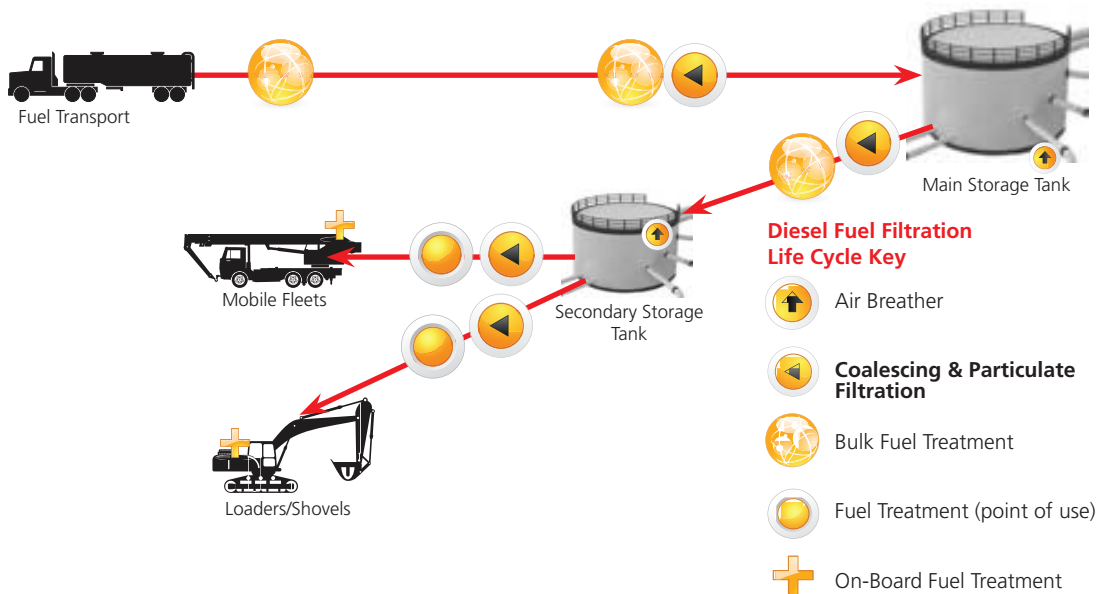 Fuel Transport
Main Storage Tank
Mobile Fleets
Secondary Storage
Tank
Loaders/Shovels
Diesel Fuel Filtration
Life Cycle Key
Air Breather
Coalescing & Particulate
Filtration
Bulk Fuel Treatment
Fuel Treatment (point of use)
On-Board Fuel Treatment